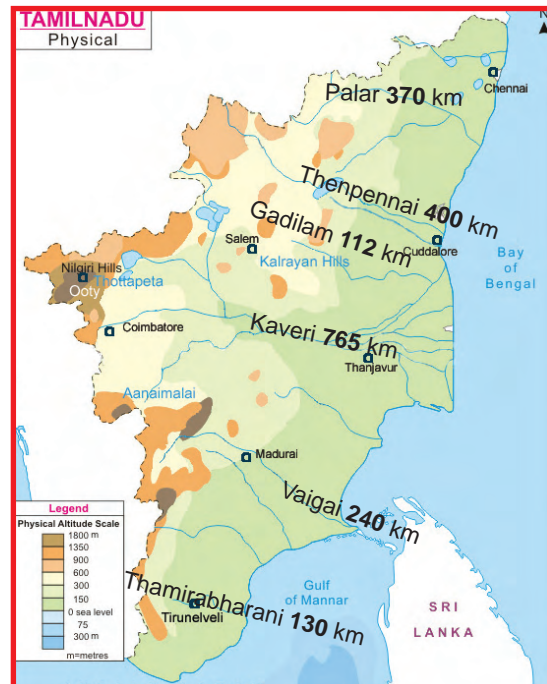 TAMILNADU
Physical
N
Palar 370 km
Chennai
Thenpennai 400 km
Gadilam 112 km
Salem
Kalrayan Hills
Cuddalore
Bay
of
Bengal
Nilgiri Hills
Thottapeta
Ooty
Coimbatore
Kaveri 765 km
Thanjavur
Aanaimalai
Madurai
Vaigai 240 km
Legend
Physical Altitude Scale
1800 m
1350
900
600
300
150
0 sea level
75
300 m
m=metres
Thamirabharani 130 km
Tirunelveli
Gulf
of Mannar
SRI
LANKA